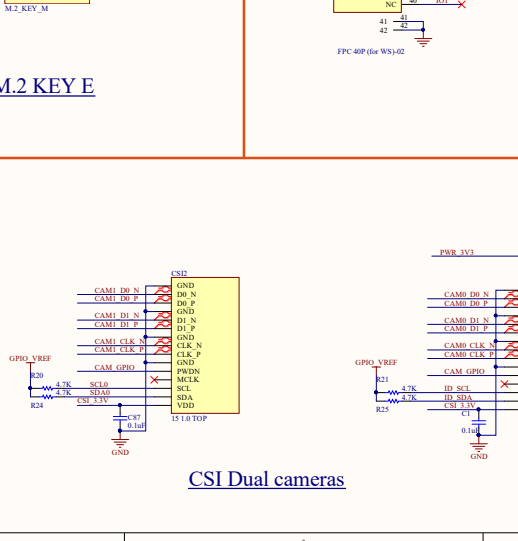 M.2_KEY_M
M.2 KEY E
NC
41
41
42
42
FPC 40P (for WS)-02
PWR_3V3
CSI2
GND
CAM1_D0_N
D0_N
CAM1_D0_P
D0_P
GND
CAM1_D1_N
D1_N
CAM1_D1_P
D1_P
GND
CAM1_CLK_N
CLK_N
CAM1_CLK_P
CLK_P
GND
CAM_GPIO
PWDN
MCLK
GPIO_VREF
R20
4.7K
SCL0
SCL
4.7K
SDA0
SDA
R24
CSI_3.3V
VDD
C87
0.1uF
15 1.0 TOP
GND
CAM0_D0_N
CAM0_D0_P
CAM0_D1_N
CAM0_D1_P
CAM0_CLK_N
CAM0_CLK_P
CAM_GPIO
GPIO_VREF
R21
4.7K
ID_SCL
4.7K
ID_SDA
R25
CSI_3.3V
C1
0.1uF
GND
CSI Dual cameras